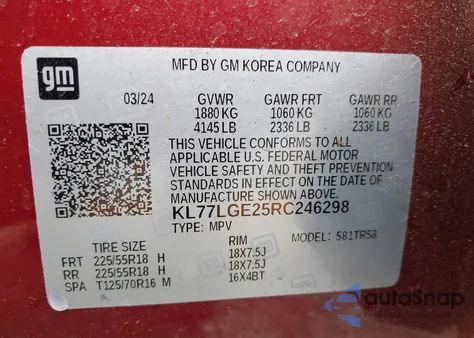 gm
MFD BY GM KOREA COMPANY
03/24 GVWR GAWR FRT GAWR RR
1880 KG 1060 KG 1060 KG
4145 LB 2336 LB 2336 LB
THIS VEHICLE CONFORMS TO ALL
APPLICABLE U.S. FEDERAL MOTOR
VEHICLE SAFETY AND THEFT PREVENTION
STANDARDS IN EFFECT ON THE DATE OF
MANUFACTURE SHOWN ABOVE.
KL77LGE25RC246298
TYPE: MPV MODEL: 581TR58
TIRE SIZE RIM
FRT 225/55R18 H 18X7.5J
RR 225/55R18 H 18X7.5J
SPA T125/70R16 M 16X4BT
autoSnap